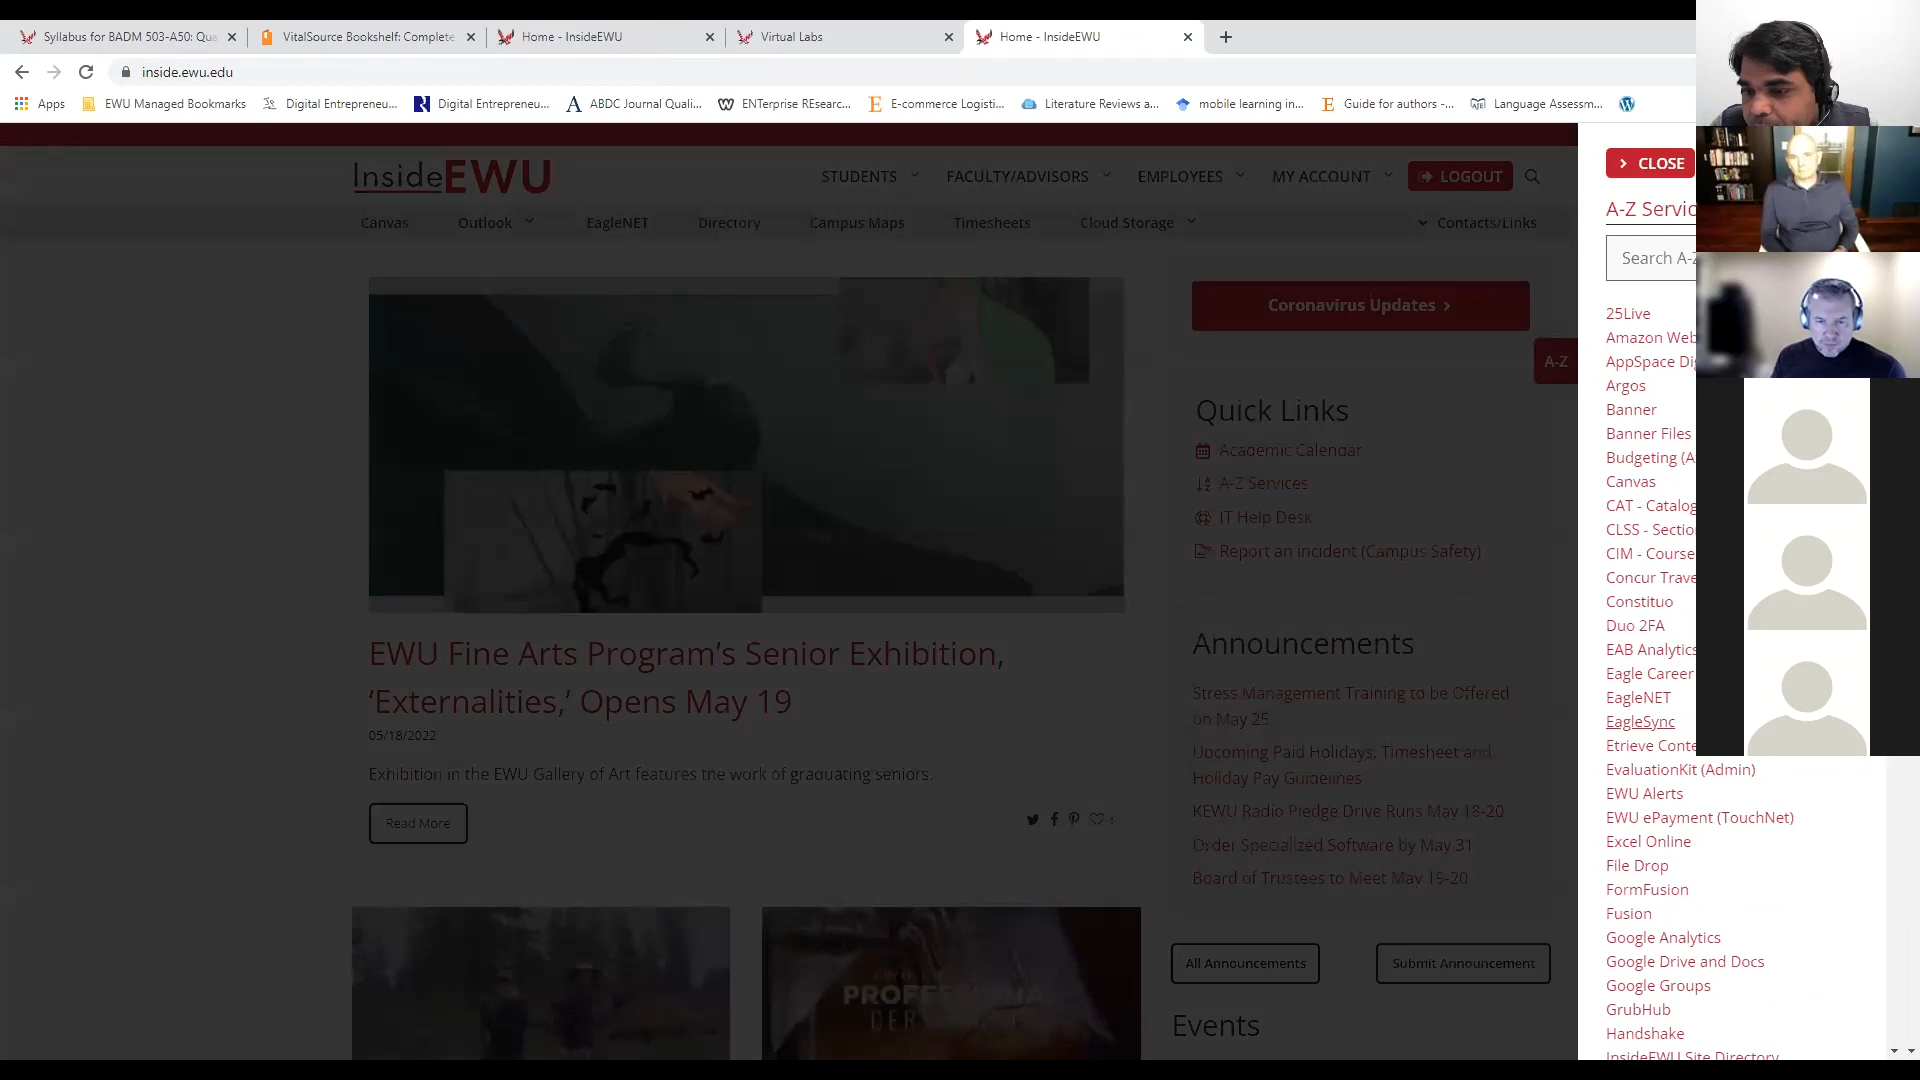 Syllabus for BADM 503-A50: Qua
VitalSource Bookshelf: Complete
Home - InsideEWU
Virtual Labs
Home - InsideEWU
inside.ewu.edu
Apps
EWU Managed Bookmarks
Digital Entrepreneu...
Digital Entrepreneu...
ABDC Journal Quali...
ENTerprise REsearc...
E-commerce Logisti...
Literature Reviews a...
mobile learning in...
Guide for authors -...
Language Assessm...
InsideEWU
STUDENTS
FACULTY/ADVISORS
EMPLOYEES
MY ACCOUNT
LOGOUT
Canvas
Outlook
EagleNET
Directory
Campus Maps
Timesheets
Cloud Storage
Contacts/Links
EWU Fine Arts Program's Senior Exhibition,
‘Externalities,’ Opens May 19
05/18/2022
Exhibition in the EWU Gallery of Art features the work of graduating seniors.
Read More
Coronavirus Updates
A-Z
Quick Links
Academic Calendar
A-Z Services
IT Help Desk
Report an incident (Campus Safety)
Announcements
Stress Management Training to be Offered
on May 25
Upcoming Paid Holidays, Timesheet and
Holiday Pay Guidelines
KEWU Radio Pledge Drive Runs May 18-20
Order Specialized Software by May 31
Board of Trustees to Meet May 19-20
All Announcements
Submit Announcement
Events
CLOSE
A-Z Servic
Search A-Z
25Live
Amazon Web
AppSpace Di
Argos
Banner
Banner Files
Budgeting (A
Canvas
CAT - Catalog
CLSS - Sectio
CIM - Course
Concur Trave
Constituo
Duo 2FA
EAB Analytics
Eagle Career
EagleNET
EagleSync
Etrieve Conte
EvaluationKit (Admin)
EWU Alerts
EWU ePayment (TouchNet)
Excel Online
File Drop
FormFusion
Fusion
Google Analytics
Google Drive and Docs
Google Groups
GrubHub
Handshake
InsideEWU Site Directory